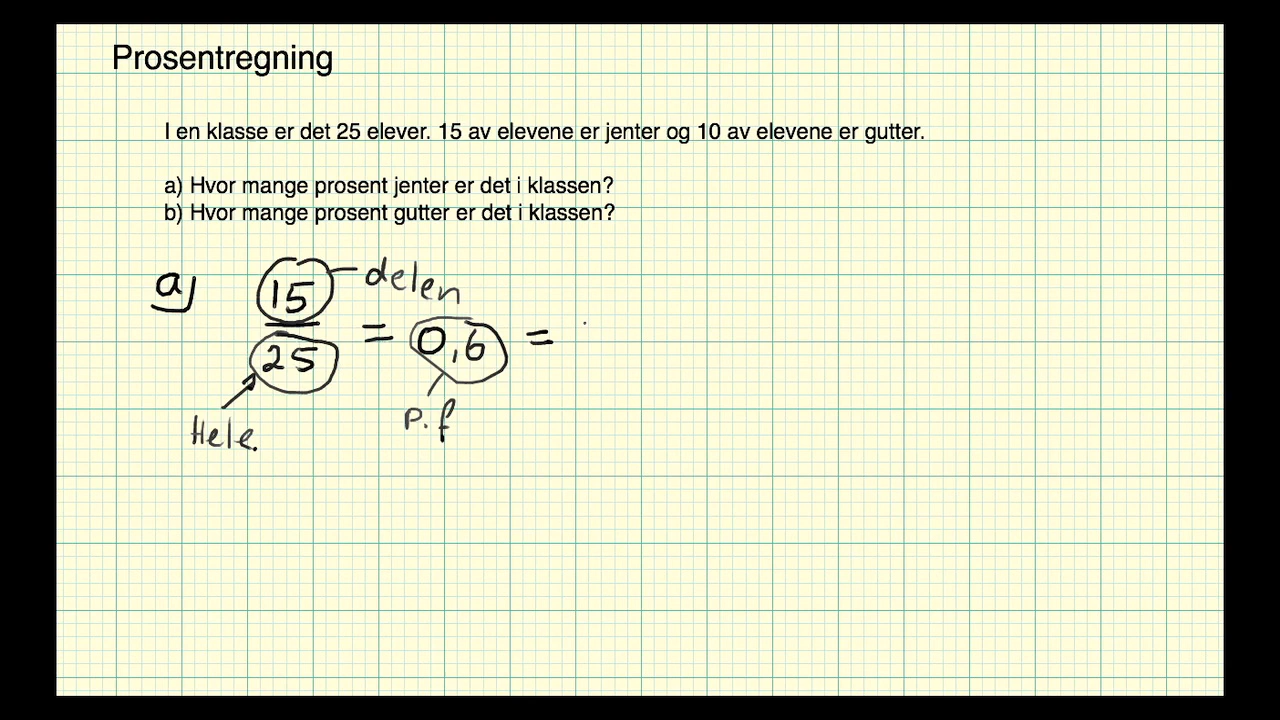 Prosentregning
I en klasse er det 25 elever. 15 av elevene er jenter og 10 av elevene er gutter.
a) Hvor mange prosent jenter er det i klassen?
b) Hvor mange prosent gutter er det i klassen?
a) 15 delen
= 0,6 =
25
Hele.
p.f